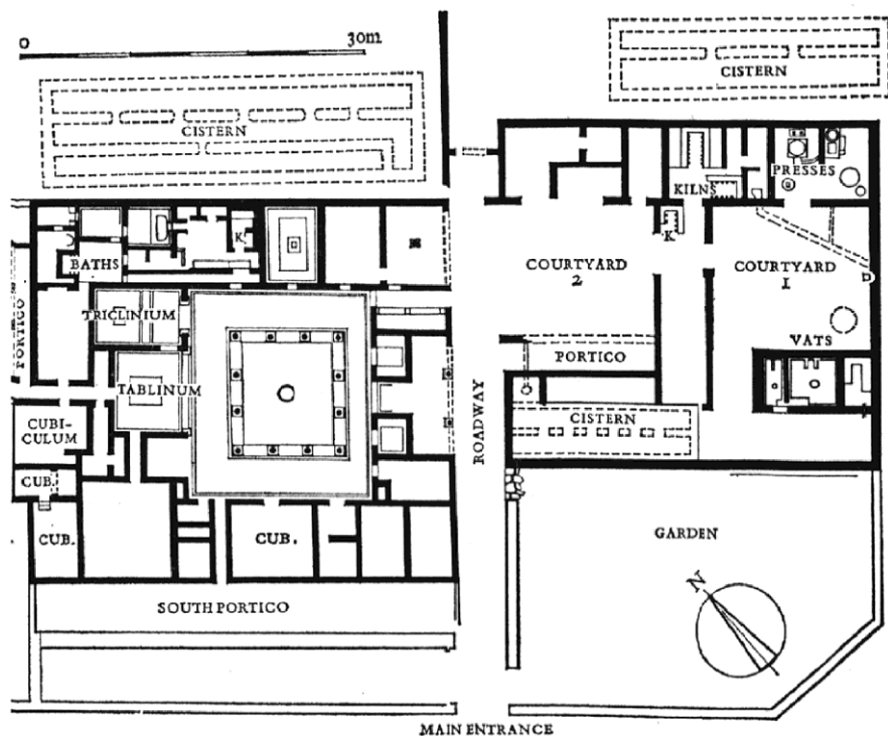 0 30m
CISTERN
CISTERN
PRESSES
KILNS
K.
K
BATHS
COURTYARD
2
COURTYARD
I
TRICLINIUM
PORTICO
VATS
PORTICO
TABLINUM
ROADWAY
CUBI-
CULUM
CISTERN
CUB.
CUB.
CUB.
GARDEN
N
SOUTH PORTICO
MAIN ENTRANCE